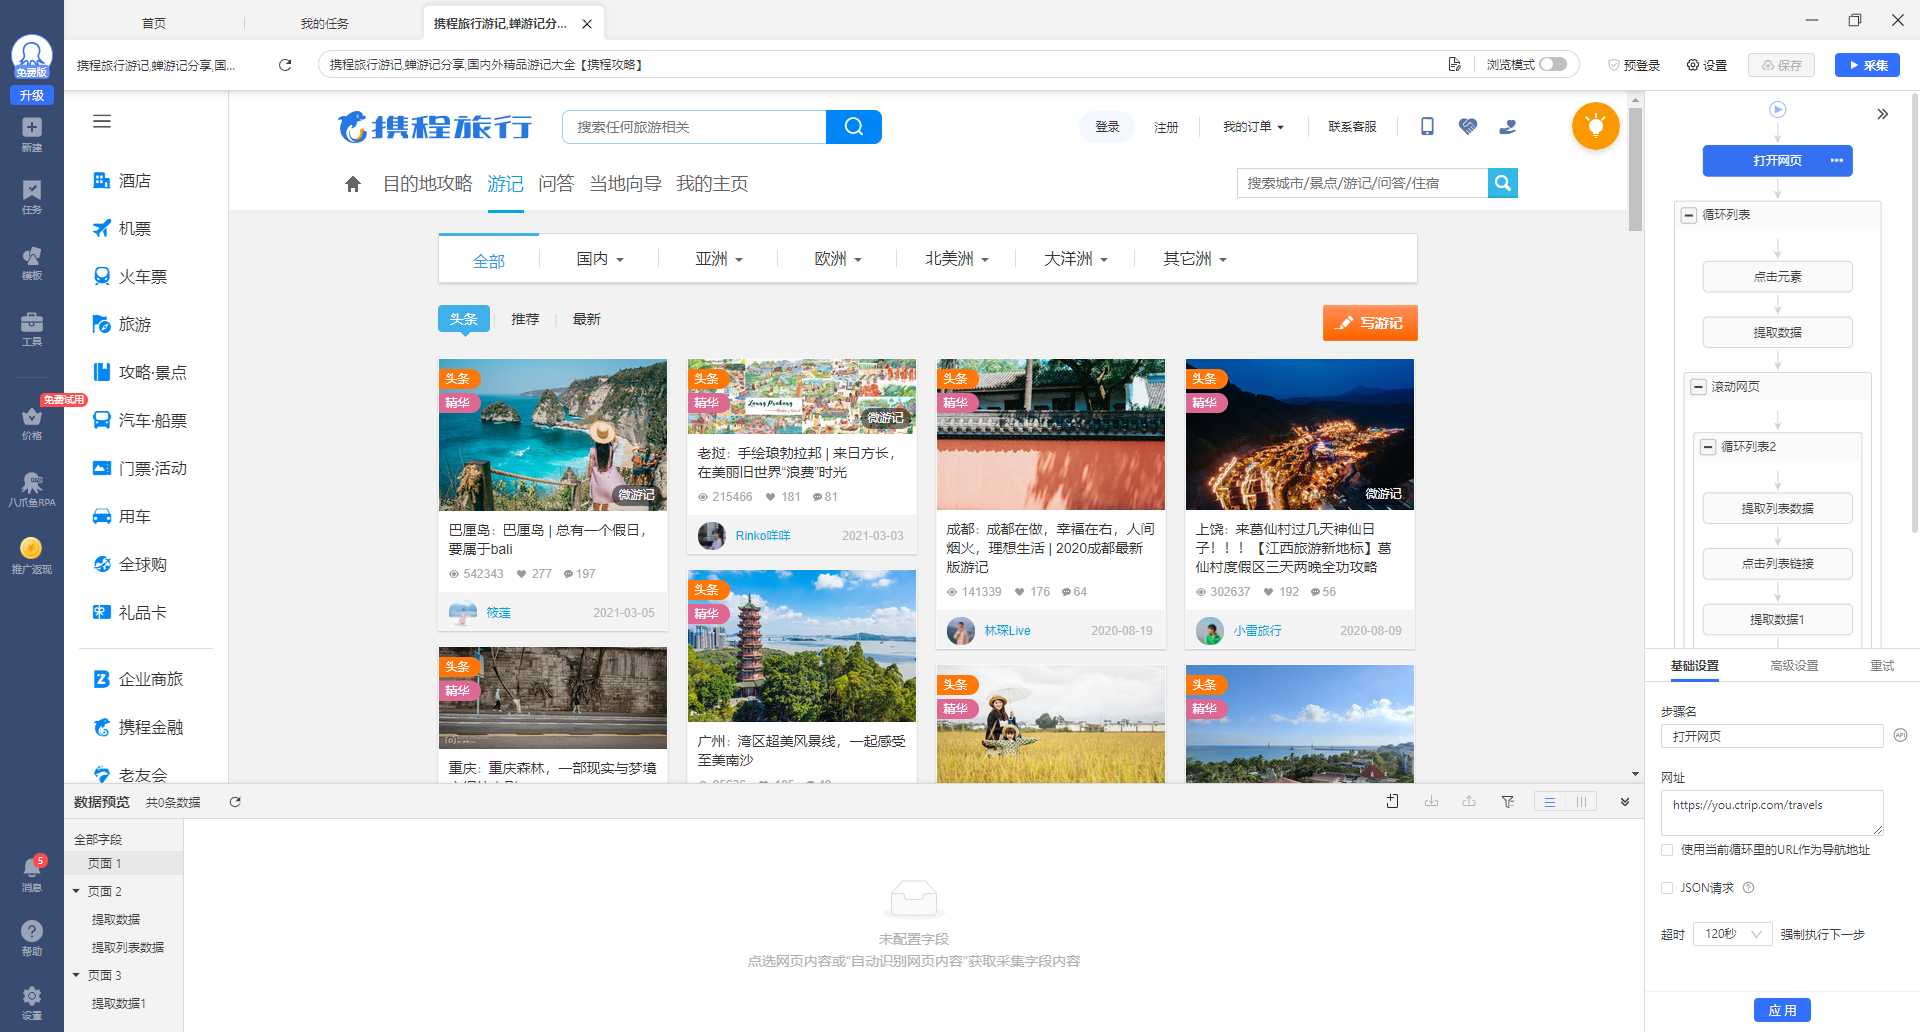 首页
我的任务
携程旅行游记,蝉游记分...
免费版
升级
新建
任务
模板
工具
免费试用
价格
八爪鱼RPA
推广返现
5
消息
帮助
设置
携程旅行游记,蝉游记分享,国...
携程旅行游记,蝉游记分享,国内外精品游记大全【携程攻略】
浏览模式
预登录
设置
保存
采集
酒店
机票
火车票
旅游
攻略·景点
汽车·船票
门票·活动
用车
全球购
礼品卡
企业商旅
携程金融
老友会
携程旅行
搜索任何旅游相关
登录
注册
我的订单
联系客服
目的地攻略 游记 问答 当地向导 我的主页
搜索城市/景点/游记/问答/住宿
全部
国内
亚洲
欧洲
北美洲
大洋洲
其它洲
头条
推荐
最新
写游记
头条
精华
微游记
巴厘岛：巴厘岛 | 总有一个假日，
要属于bali
542343 277 197
筱莲 2021-03-05
头条
精华
重庆：重庆森林，一部现实与梦境
头条
精华
Luang Prabang
微游记
老挝：手绘琅勃拉邦 | 来日方长，
在美丽旧世界“浪费”时光
215466 181 81
Rinko咩咩 2021-03-03
头条
精华
广州：湾区超美风景线，一起感受
至美南沙
头条
精华
成都：成都在做，幸福在右，人间
烟火，理想生活 | 2020成都最新
版游记
141339 176 64
林琛Live 2020-08-19
头条
精华
头条
精华
微游记
上饶：来葛仙村过几天神仙日
子！！！【江西旅游新地标】葛
仙村度假区三天两晚全功攻略
302637 192 56
小雷旅行 2020-08-09
头条
精华
打开网页
循环列表
点击元素
提取数据
滚动网页
循环列表2
提取列表数据
点击列表链接
提取数据1
基础设置
高级设置
重试
步骤名
打开网页
API
网址
https://you.ctrip.com/travels
使用当前循环里的URL作为导航地址
JSON请求
超时 120秒 强制执行下一步
应 用
数据预览 共0条数据
全部字段
页面 1
页面 2
提取数据
提取列表数据
页面 3
提取数据1
未配置字段
点选网页内容或“自动识别网页内容”获取采集字段内容